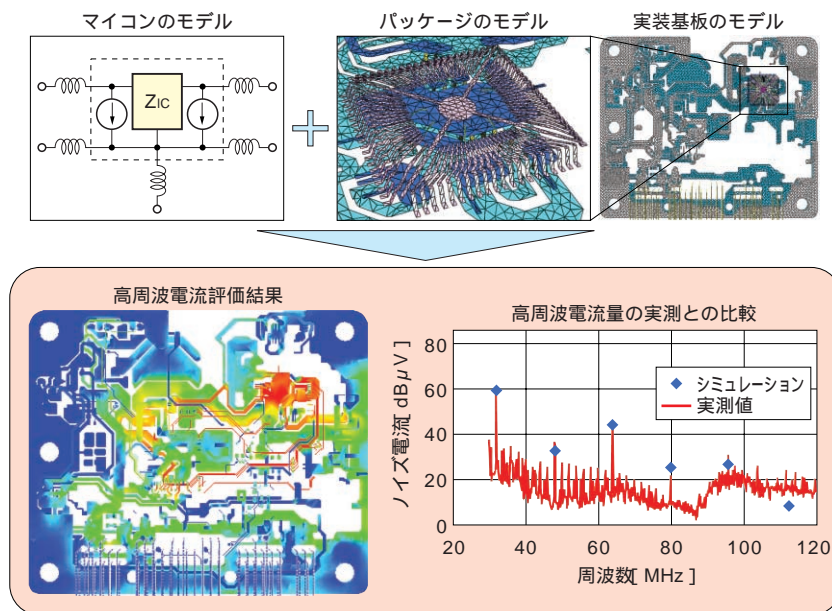 マイコンのモデル
パッケージのモデル
実装基板のモデル
ZIC
高周波電流評価結果
高周波電流量の実測との比較
ノイズ電流[ dBμV ]
80
60
40
20
0
シミュレーション
実測値
20 40 60 80 100 120
周波数[ MHz ]